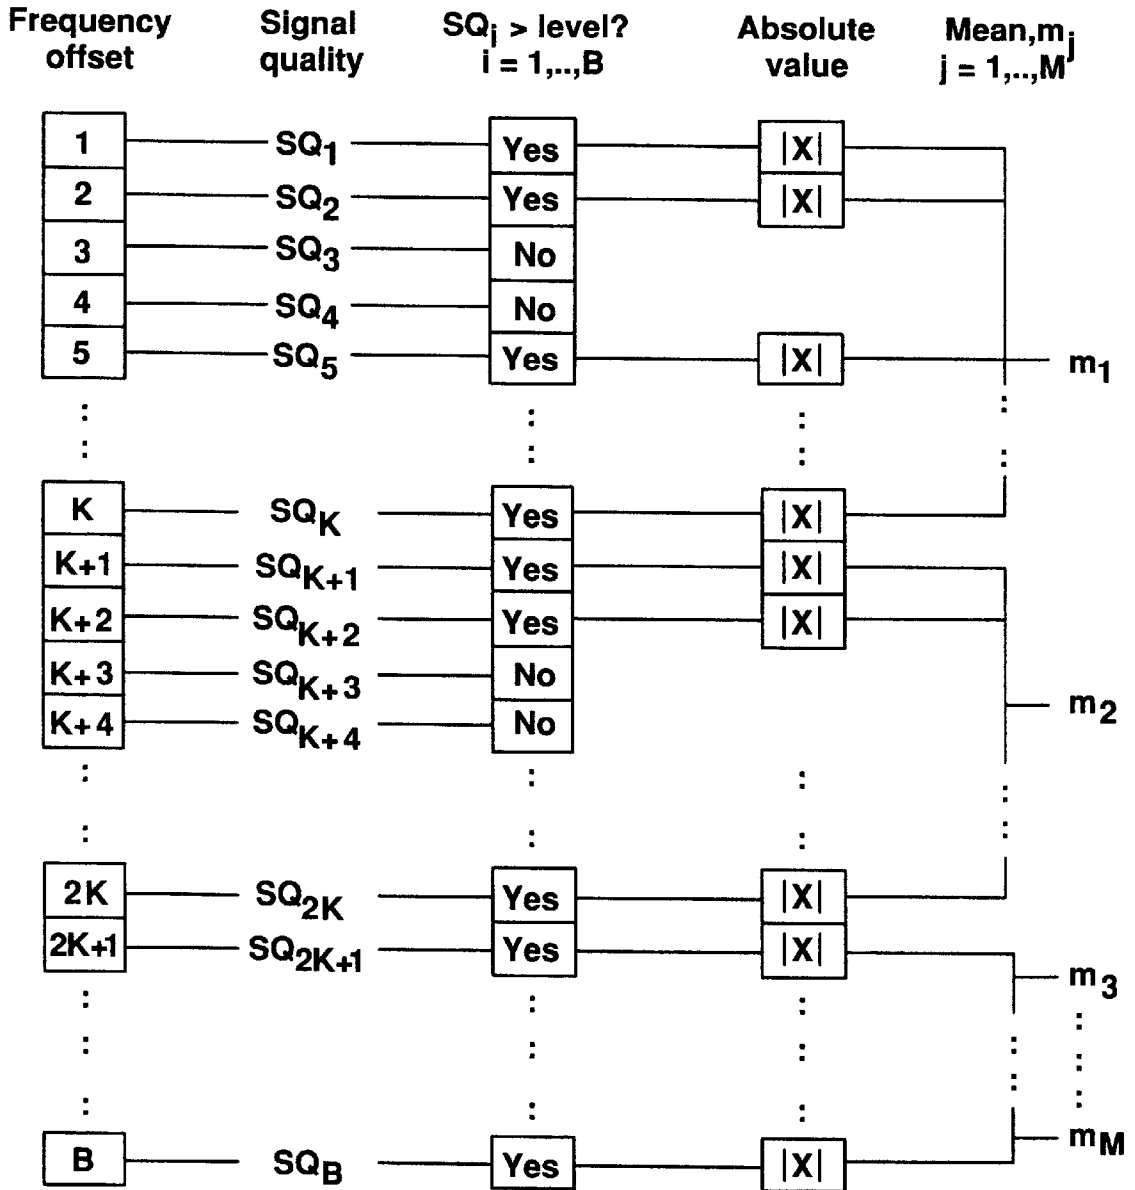 Frequency offset Signal quality SQi > level? i = 1,..,B Absolute value Mean,mj j = 1,..,M
1 SQ1 Yes |X|
2 SQ2 Yes |X|
3 SQ3 No
4 SQ4 No
5 SQ5 Yes |X| m1
K SQK Yes |X|
K+1 SQK+1 Yes |X|
K+2 SQK+2 Yes |X|
K+3 SQK+3 No
m2
K+4 SQK+4 No
2K SQ2K Yes |X|
2K+1 SQ2K+1 Yes |X|
m3
mM
B SQB Yes |X|